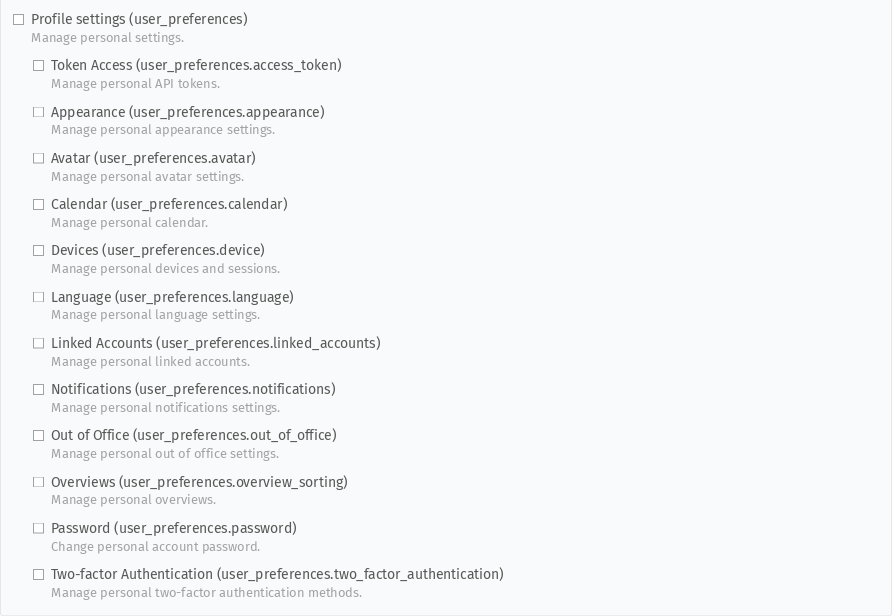 Profile settings (user_preferences)
Manage personal settings.
Token Access (user_preferences.access_token)
Manage personal API tokens.
Appearance (user_preferences.appearance)
Manage personal appearance settings.
Avatar (user_preferences.avatar)
Manage personal avatar settings.
Calendar (user_preferences.calendar)
Manage personal calendar.
Devices (user_preferences.device)
Manage personal devices and sessions.
Language (user_preferences.language)
Manage personal language settings.
Linked Accounts (user_preferences.linked_accounts)
Manage personal linked accounts.
Notifications (user_preferences.notifications)
Manage personal notifications settings.
Out of Office (user_preferences.out_of_office)
Manage personal out of office settings.
Overviews (user_preferences.overview_sorting)
Manage personal overviews.
Password (user_preferences.password)
Change personal account password.
Two-factor Authentication (user_preferences.two_factor_authentication)
Manage personal two-factor authentication methods.